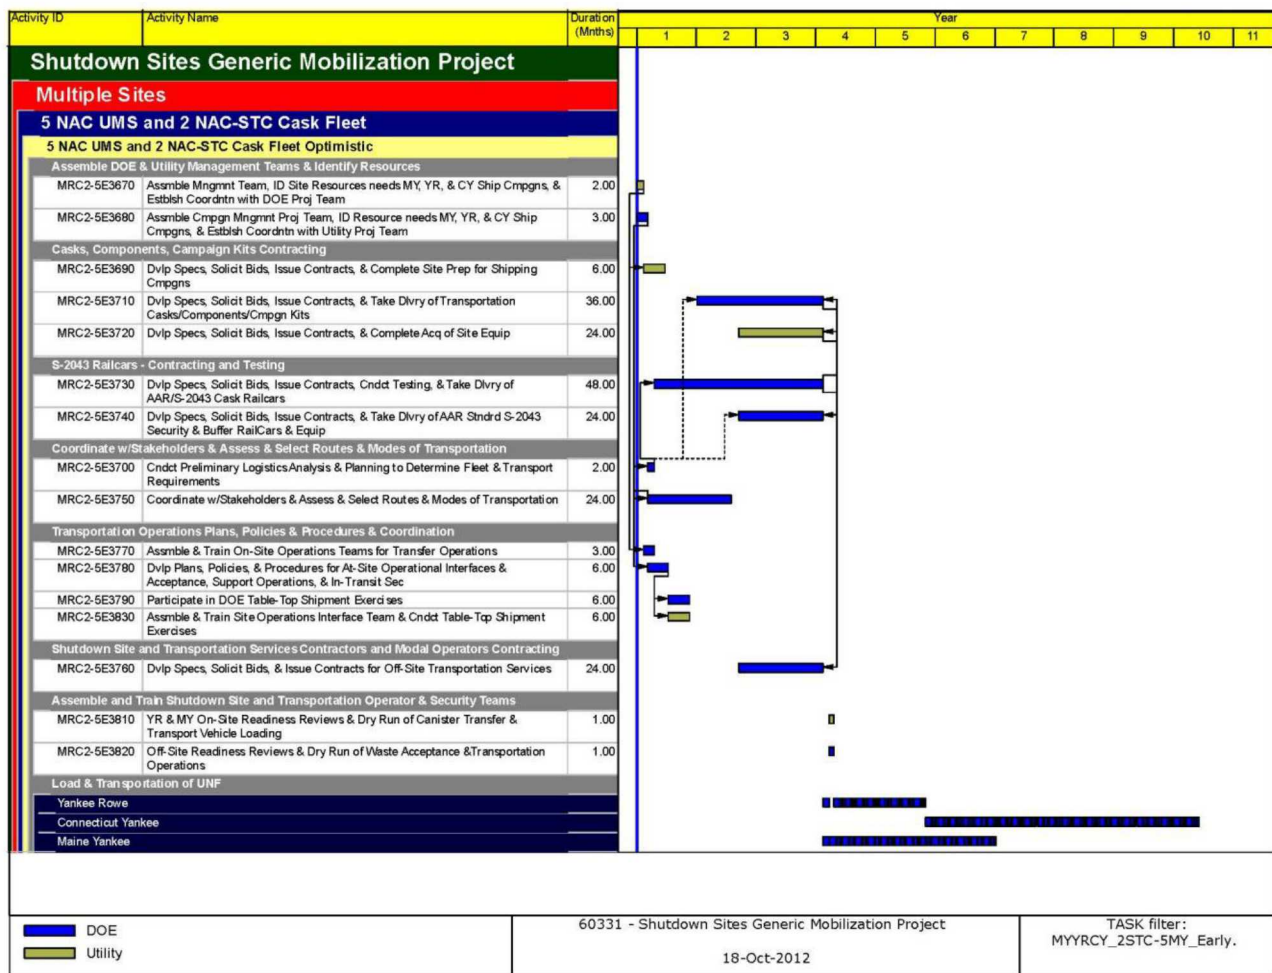 Activity ID Activity Name Duration Year
(Mnths) 1 2 3 4 5 6 7 8 9 10 11
Shutdown Sites Generic Mobilization Project
Multiple Sites
5 NAC UMS and 2 NAC-STC Cask Fleet
5 NAC UMS and 2 NAC-STC Cask Fleet Optimistic
Assemble DOE & Utility Management Teams & Identify Resources
MRC2-5E3670 Assmble Mngmnt Team, ID Site Resources needs MY, YR, & CY Ship Cmpgns, & 2.00
Estblsh Coordntn with DOE Proj Team
MRC2-5E3680 Assmble Cmpgn Mngmnt Proj Team, ID Resource needs MY, YR, & CY Ship 3.00
Cmpgns, & Estblsh Coordntn with Utility Proj Team
Casks, Components, Campaign Kits Contracting
MRC2-5E3690 Dvlp Specs, Solicit Bids, Issue Contracts, & Complete Site Prep for Shipping 6.00
Cmpgns
MRC2-5E3710 Dvlp Specs, Solicit Bids, Issue Contracts, & Take Dlvry of Transportation 36.00
Casks/Components/Cmpgn Kits
MRC2-5E3720 Dvlp Specs, Solicit Bids, Issue Contracts, & Complete Acq of Site Equip 24.00
S-2043 Railcars - Contracting and Testing
MRC2-5E3730 Dvlp Specs, Solicit Bids, Issue Contracts, Cndct Testing, & Take Dlvry of 48.00
AAR/S-2043 Cask Railcars
MRC2-5E3740 Dvlp Specs, Solicit Bids, Issue Contracts, & Take Dlvry of AAR Stndrd S-2043 24.00
Security & Buffer RailCars & Equip
Coordinate w/Stakeholders & Assess & Select Routes & Modes of Transportation
MRC2-5E3700 Cndct Preliminary Logistics Analysis & Planning to Determine Fleet & Transport 2.00
Requirements
MRC2-5E3750 Coordinate w/Stakeholders & Assess & Select Routes & Modes of Transportation 24.00
Transportation Operations Plans, Policies & Procedures & Coordination
MRC2-5E3770 Assmble & Train On-Site Operations Teams for Transfer Operations 3.00
MRC2-5E3780 Dvlp Plans, Policies, & Procedures for At-Site Operational Interfaces & 6.00
Acceptance, Support Operations, & In-Transit Sec
MRC2-5E3790 Participate in DOE Table-Top Shipment Exercises 6.00
MRC2-5E3830 Assmble & Train Site Operations Interface Team & Cndct Table-Top Shipment 6.00
Exercises
Shutdown Site and Transportation Services Contractors and Modal Operators Contracting
MRC2-5E3760 Dvlp Specs, Solicit Bids, & Issue Contracts for Off-Site Transportation Services 24.00
Assemble and Train Shutdown Site and Transportation Operator & Security Teams
MRC2-5E3810 YR & MY On-Site Readiness Reviews & Dry Run of Canister Transfer & 1.00
Transport Vehicle Loading
MRC2-5E3820 Off-Site Readiness Reviews & Dry Run of Waste Acceptance &Transportation 1.00
Operations
Load & Transportation of UNF
Yankee Rowe
Connecticut Yankee
Maine Yankee
DOE
Utility
60331 - Shutdown Sites Generic Mobilization Project
18-Oct-2012
TASK filter:
MYYRCY_2STC-5MY_Early.